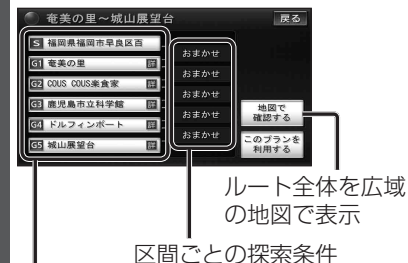 奄美の里～城山展望台
戻る
S 福岡県福岡市早良区百
おまかせ
G1 奄美の里 詳
おまかせ
G2 COUS COUS楽食家 詳
おまかせ
G3 鹿児島市立科学館 詳
おまかせ
G4 ドルフィンポート 詳
おまかせ
G5 城山展望台 詳
地図で
確認する
このプランを
利用する
ルート全体を広域
の地図で表示
区間ごとの探索条件